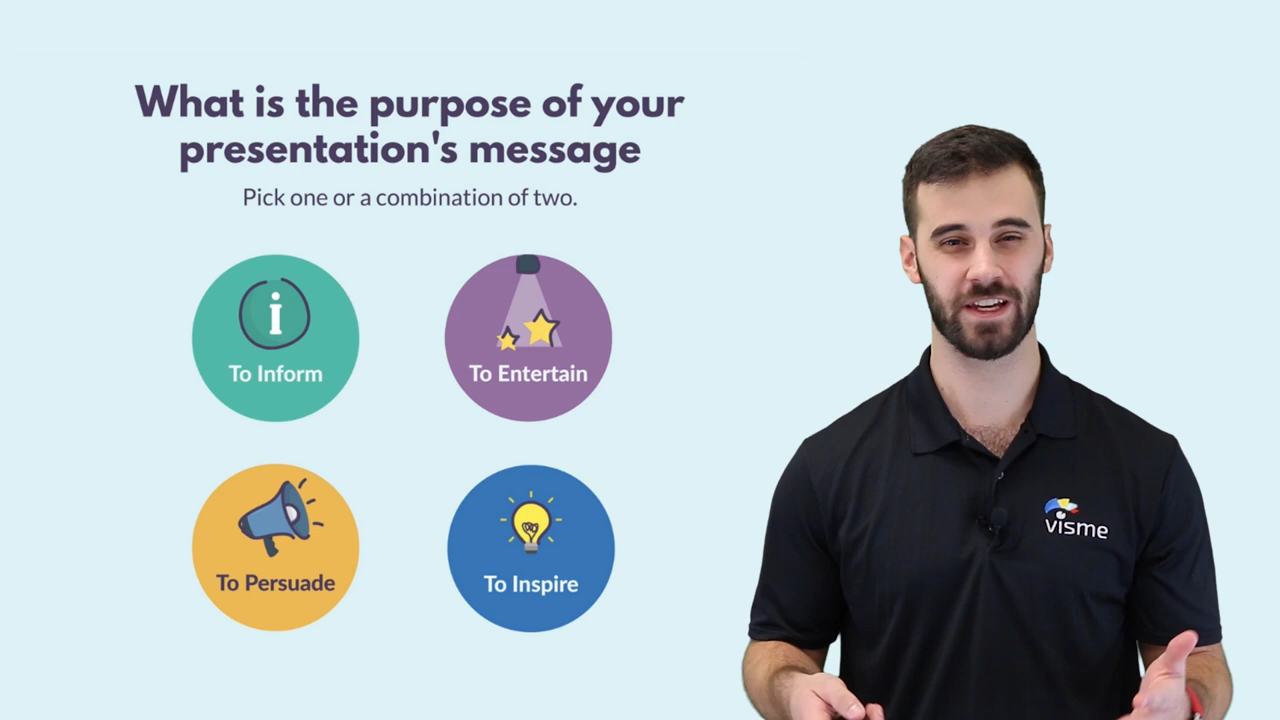 What is the purpose of your
presentation's message
Pick one or a combination of two.
i
To Inform
To Entertain
To Persuade
To Inspire
visme